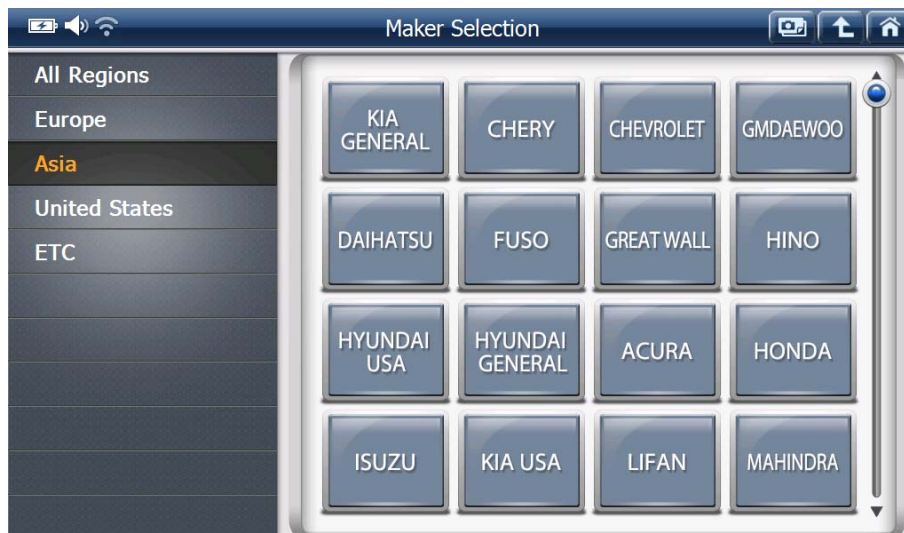 Maker Selection
All Regions
Europe
Asia
United States
ETC
KIA
GENERAL
CHERY
CHEVROLET
GMDAEWOO
DAIHATSU
FUSO
GREAT WALL
HINO
HYUNDAI
USA
HYUNDAI
GENERAL
ACURA
HONDA
ISUZU
KIA USA
LIFAN
MAHINDRA